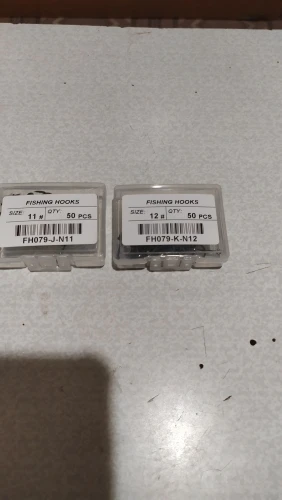 FISHING HOOKS
SIZE: 11 # QTY: 50 PCS
FH079-J-N11
FISHING HOOKS
SIZE: 12 # QTY: 50 PCS
FH079-K-N12